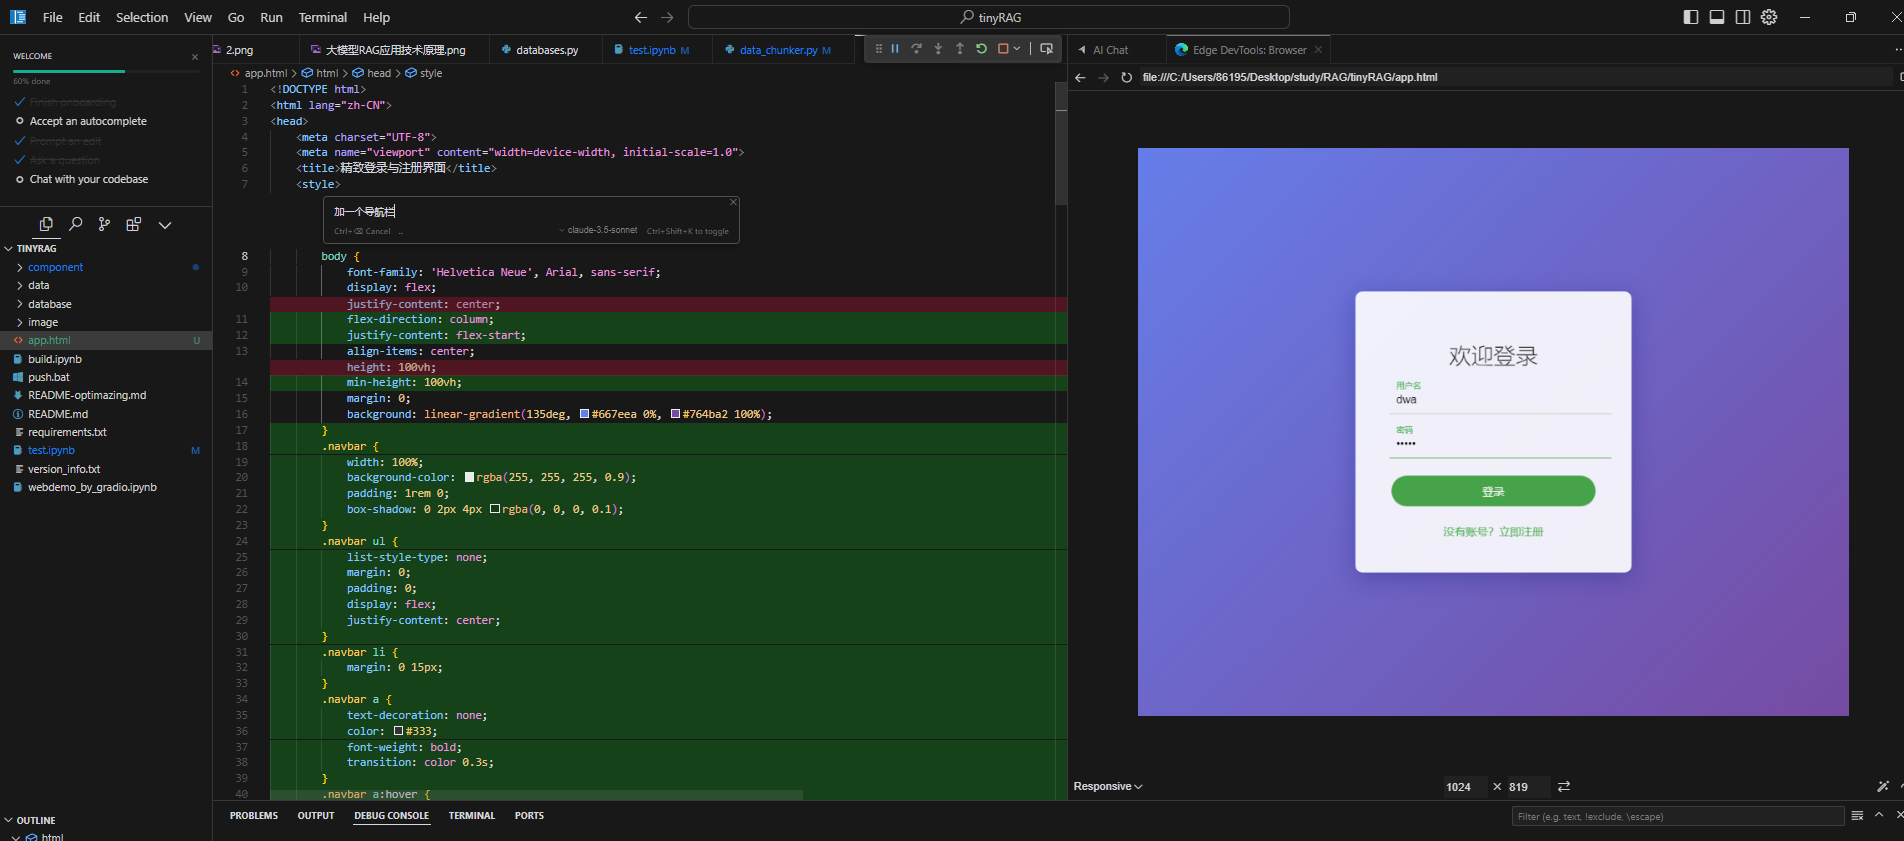 File Edit Selection View Go Run Terminal Help
tinyRAG
WELCOME
60% done
Finish onboarding
Accept an autocomplete
Prompt an edit
Ask a question
Chat with your codebase
TINYRAG
component
data
database
image
app.html U
build.ipynb
push.bat
README-optimazing.md
README.md
requirements.txt
test.ipynb M
version_info.txt
webdemo_by_gradio.ipynb
OUTLINE
html
2.png 大模型RAG应用技术原理.png databases.py test.ipynb M data_chunker.py M
app.html > html > head > style
1 <!DOCTYPE html>
2 <html lang="zh-CN">
3 <head>
4 <meta charset="UTF-8">
5 <meta name="viewport" content="width=device-width, initial-scale=1.0">
6 <title>精致登录与注册界面</title>
7 <style>
加一个导航栏
Ctrl+⌫ Cancel .. claude-3.5-sonnet Ctrl+Shift+K to toggle
8 body {
9 font-family: 'Helvetica Neue', Arial, sans-serif;
10 display: flex;
justify-content: center;
11 flex-direction: column;
12 justify-content: flex-start;
13 align-items: center;
height: 100vh;
14 min-height: 100vh;
15 margin: 0;
16 background: linear-gradient(135deg, #667eea 0%, #764ba2 100%);
17 }
18 .navbar {
19 width: 100%;
20 background-color: rgba(255, 255, 255, 0.9);
21 padding: 1rem 0;
22 box-shadow: 0 2px 4px rgba(0, 0, 0, 0.1);
23 }
24 .navbar ul {
25 list-style-type: none;
26 margin: 0;
27 padding: 0;
28 display: flex;
29 justify-content: center;
30 }
31 .navbar li {
32 margin: 0 15px;
33 }
34 .navbar a {
35 text-decoration: none;
36 color: #333;
37 font-weight: bold;
38 transition: color 0.3s;
39 }
40 .navbar a:hover {
PROBLEMS OUTPUT DEBUG CONSOLE TERMINAL PORTS
Filter (e.g. text, !exclude, \escape)
AI Chat Edge DevTools: Browser
file:///C:/Users/86195/Desktop/study/RAG/tinyRAG/app.html
欢迎登录
用户名
dwa
密码
•••••
登录
没有账号？立即注册
Responsive 1024 × 819